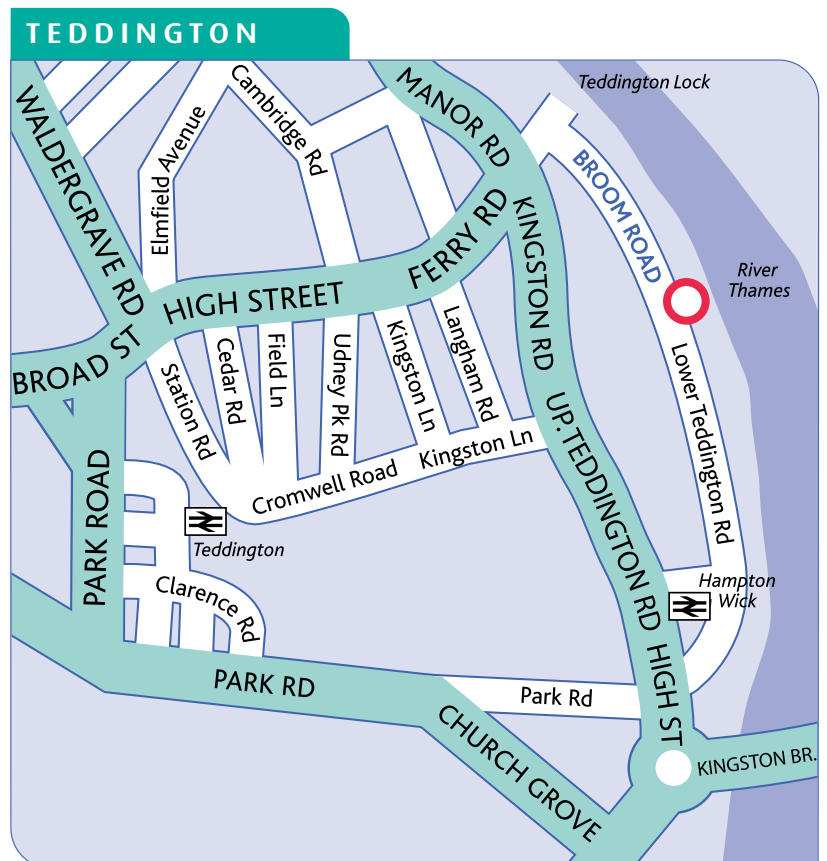 TEDDINGTON
Teddington Lock
MANOR RD
Cambridge Rd
WALDERGRAVE RD
Elmfield Avenue
BROOM ROAD
FERRY RD
KINGSTON RD
River
Thames
HIGH STREET
BROAD ST
Station Rd
Cedar Rd
Field Ln
Udney Pk Rd
Kingston Ln
Langham Rd
Lower Teddington Rd
UP.TEDDINGTON RD
Cromwell Road
Kingston Ln
PARK ROAD
Teddington
Clarence Rd
Hampton
Wick
PARK RD
Park Rd
HIGH ST
CHURCH GROVE
KINGSTON BR.